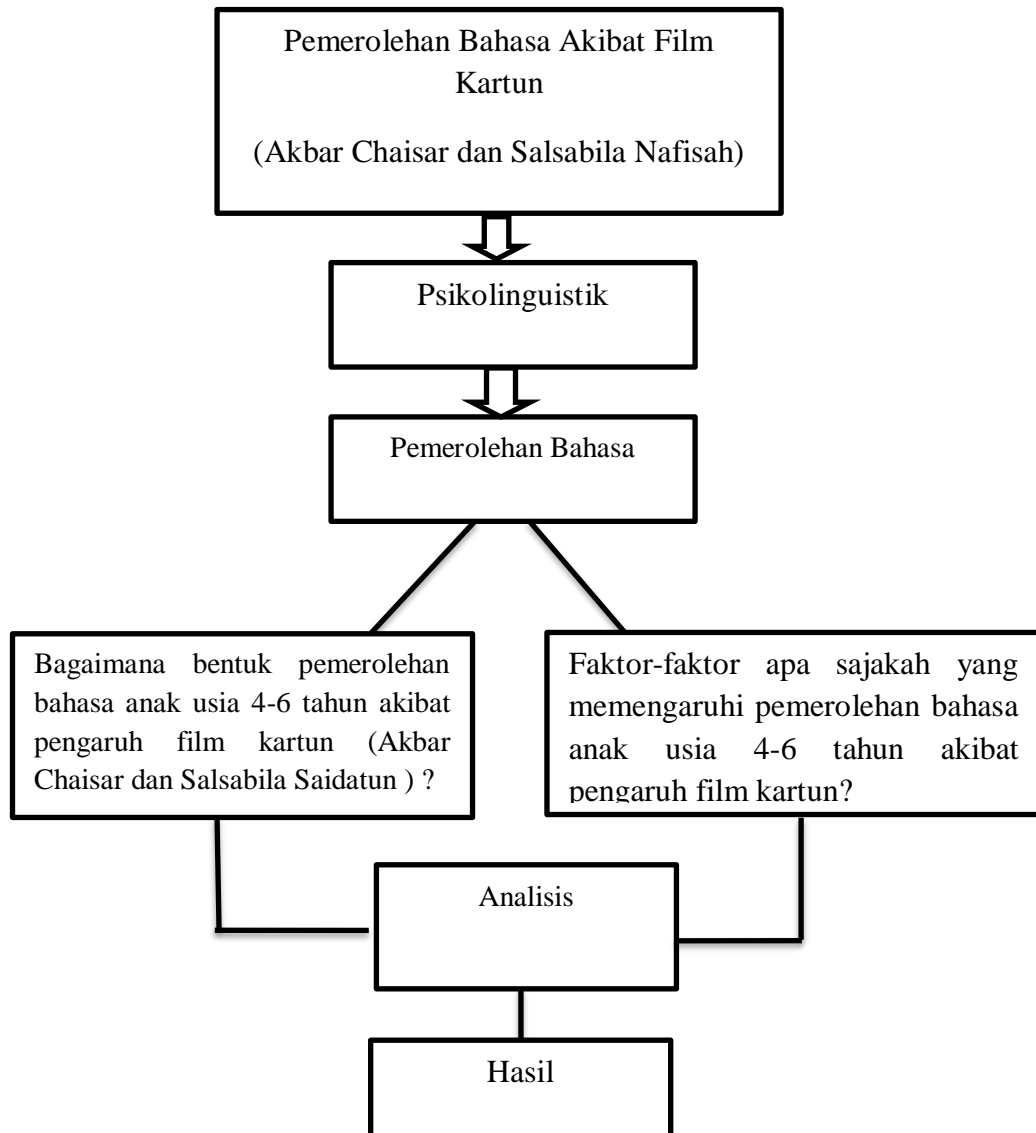 Pemerolehan Bahasa Akibat Film
Kartun
(Akbar Chaisar dan Salsabila Nafisah)
Psikolinguistik
Pemerolehan Bahasa
Bagaimana bentuk pemerolehan
bahasa anak usia 4-6 tahun akibat
pengaruh film kartun (Akbar
Chaisar dan Salsabila Saidatun ) ?
Faktor-faktor apa sajakah yang
memengaruhi pemerolehan bahasa
anak usia 4-6 tahun akibat
pengaruh film kartun?
Analisis
Hasil